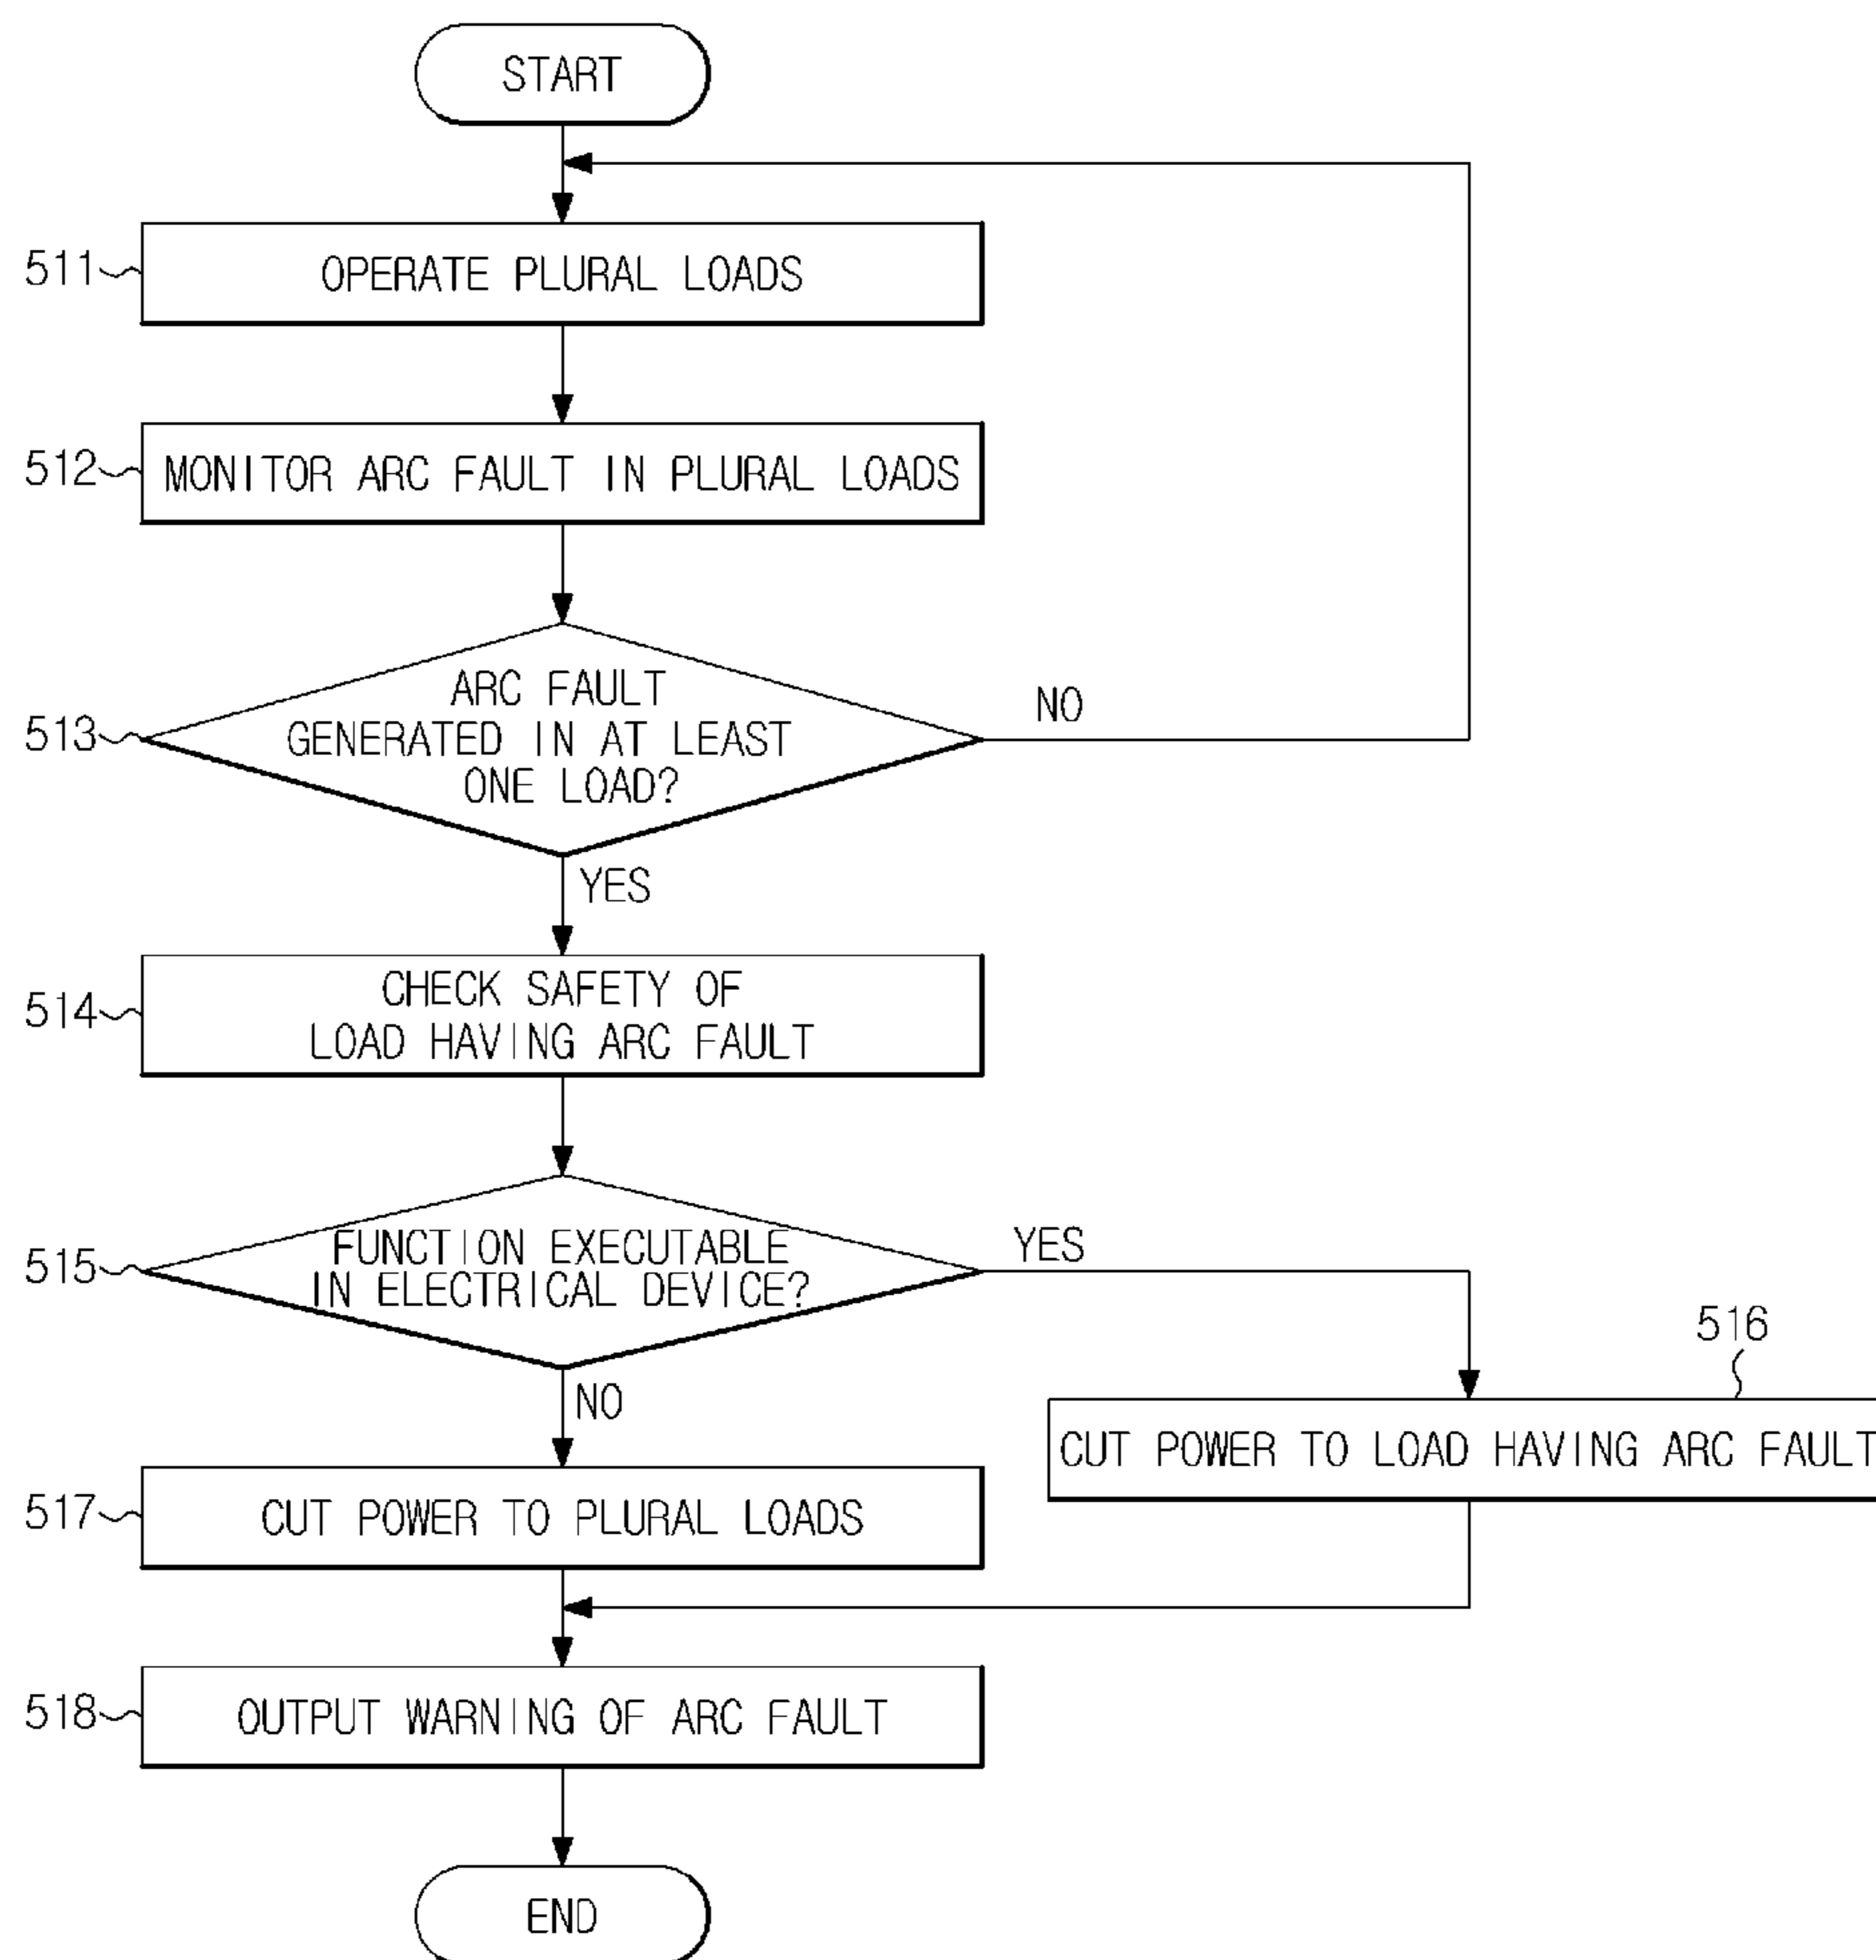 START
511
OPERATE PLURAL LOADS
512
MONITOR ARC FAULT IN PLURAL LOADS
513
ARC FAULT
GENERATED IN AT LEAST
ONE LOAD?
NO
YES
514
CHECK SAFETY OF
LOAD HAVING ARC FAULT
515
FUNCTION EXECUTABLE
IN ELECTRICAL DEVICE?
YES
NO
516
CUT POWER TO LOAD HAVING ARC FAULT
517
CUT POWER TO PLURAL LOADS
518
OUTPUT WARNING OF ARC FAULT
END